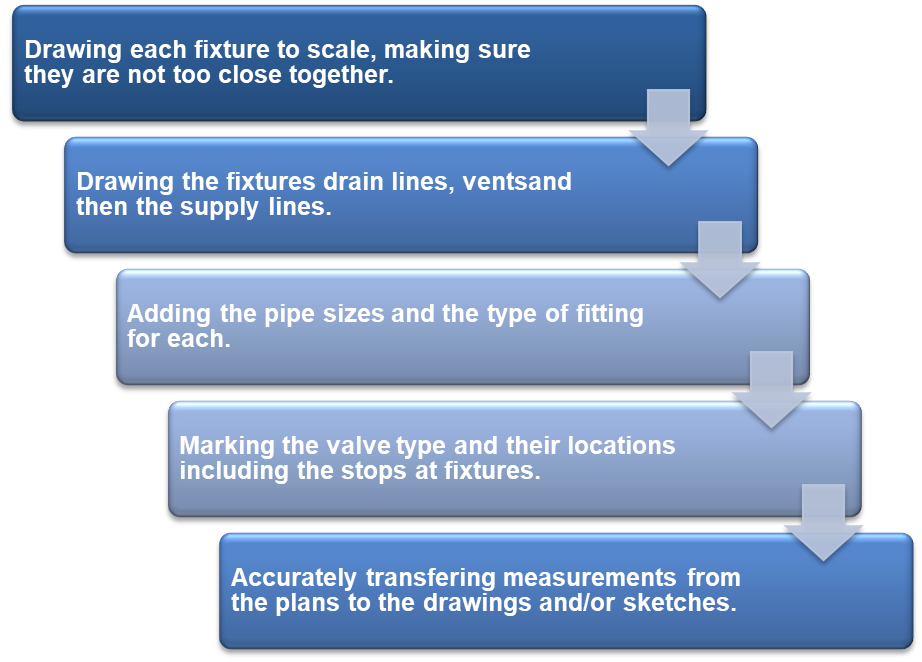 Drawing each fixture to scale, making sure
they are not too close together.
Drawing the fixtures drain lines, ventsand
then the supply lines.
Adding the pipe sizes and the type of fitting
for each.
Marking the valve type and their locations
including the stops at fixtures.
Accurately transfering measurements from
the plans to the drawings and/or sketches.